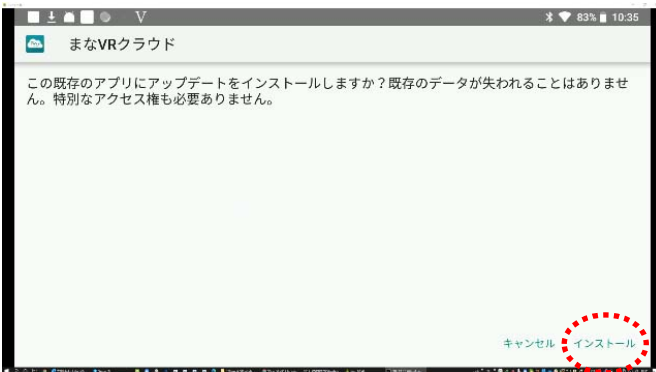 V 83% 10:35
まなVRクラウド
この既存のアプリにアップデートをインストールしますか？既存のデータが失われることはありませ
ん。特別なアクセス権も必要ありません。
キャンセル インストール